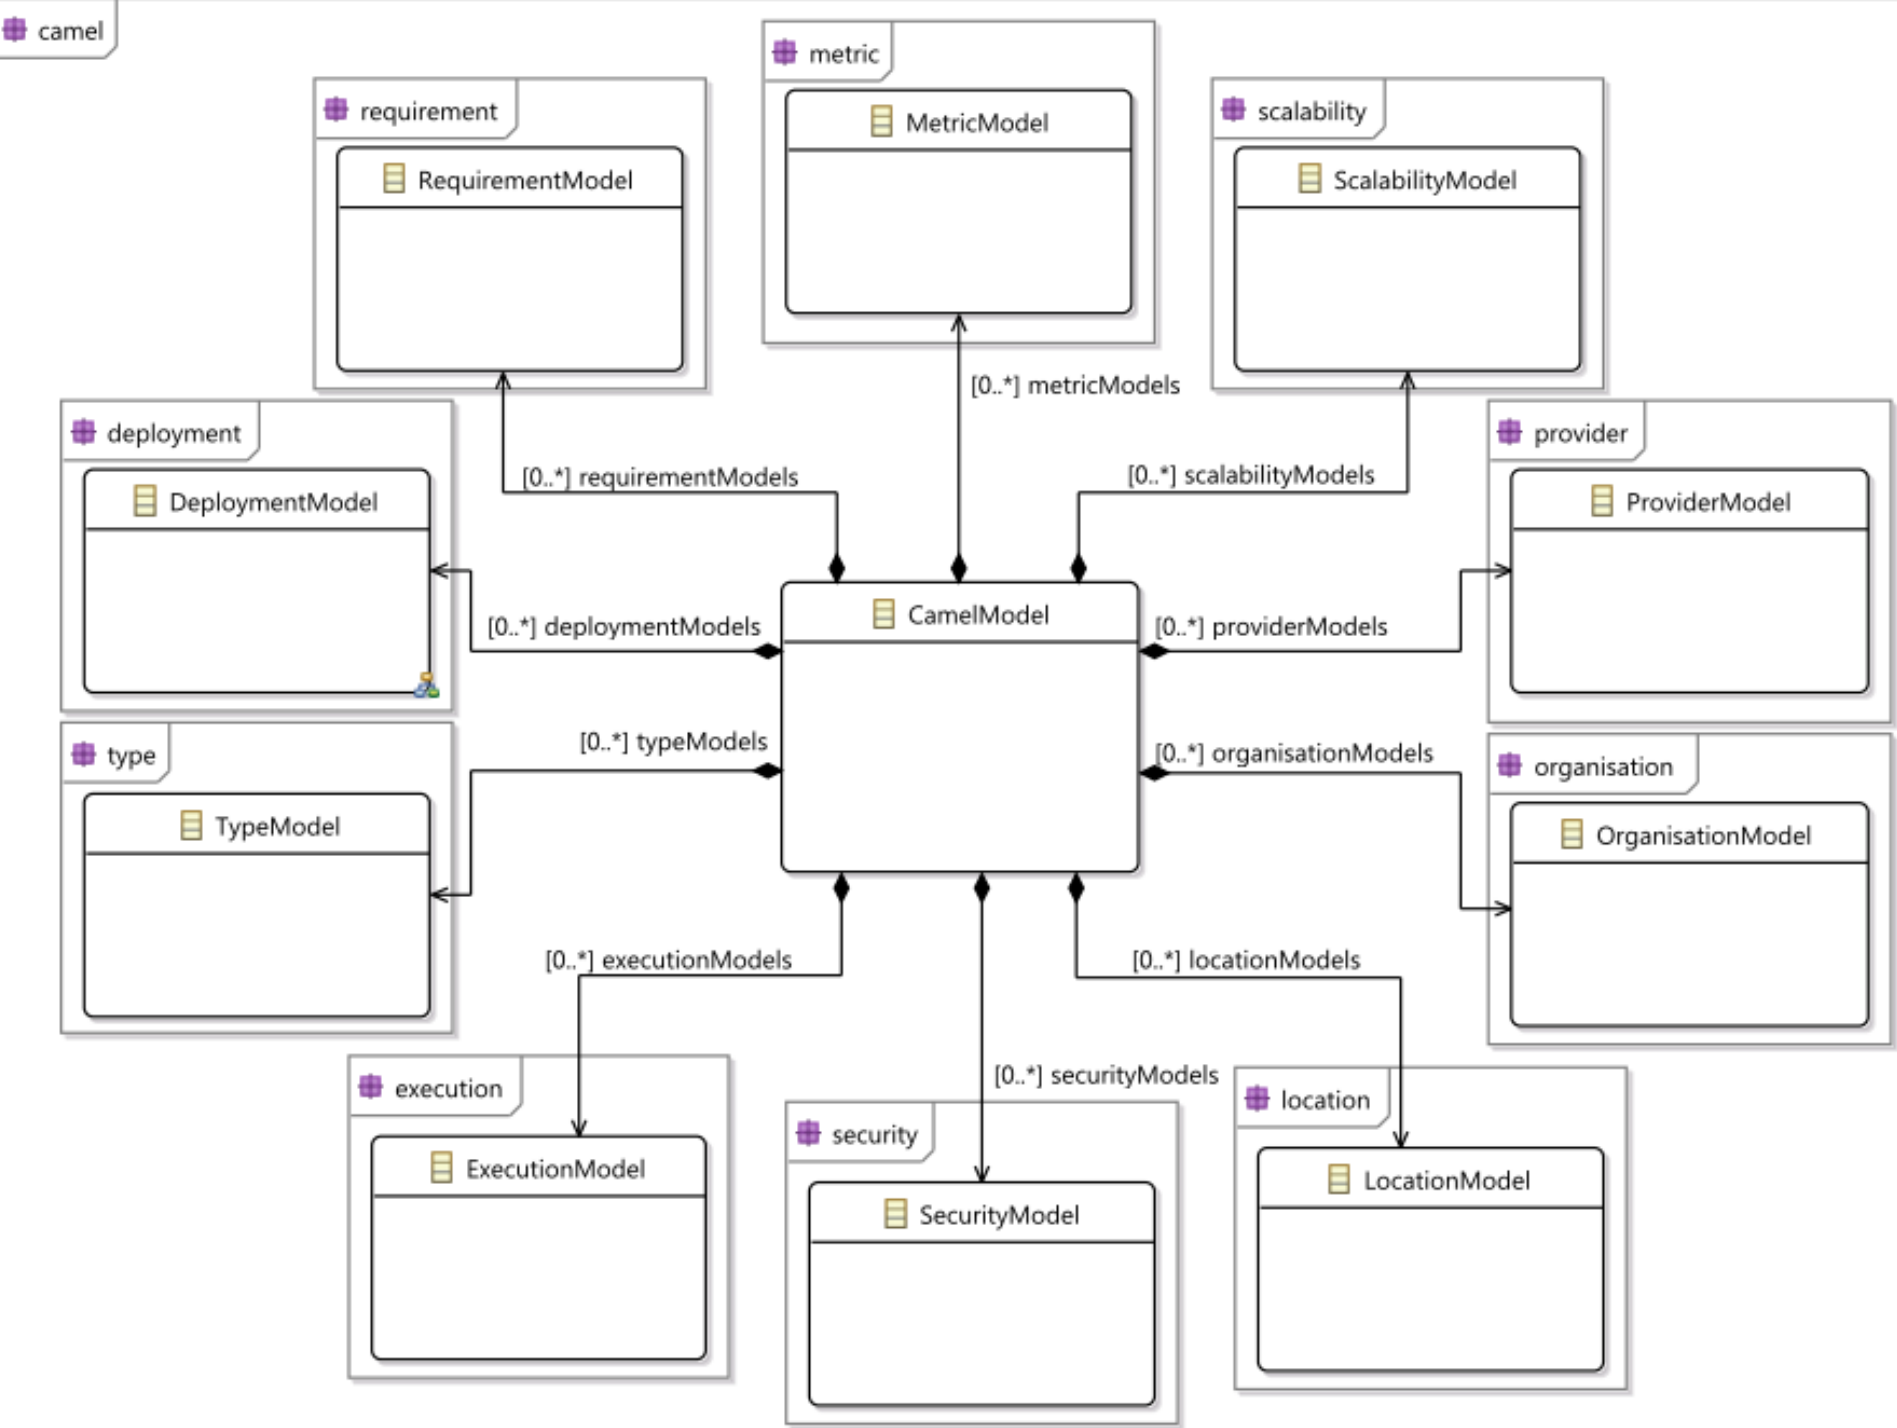 camel
metric
MetricModel
requirement
RequirementModel
scalability
ScalabilityModel
[0..*] metricModels
[0..*] requirementModels
[0..*] scalabilityModels
deployment
DeploymentModel
provider
ProviderModel
[0..*] deploymentModels
CamelModel
[0..*] providerModels
[0..*] typeModels
[0..*] organisationModels
type
TypeModel
organisation
OrganisationModel
[0..*] executionModels
[0..*] locationModels
[0..*] securityModels
execution
ExecutionModel
security
SecurityModel
location
LocationModel